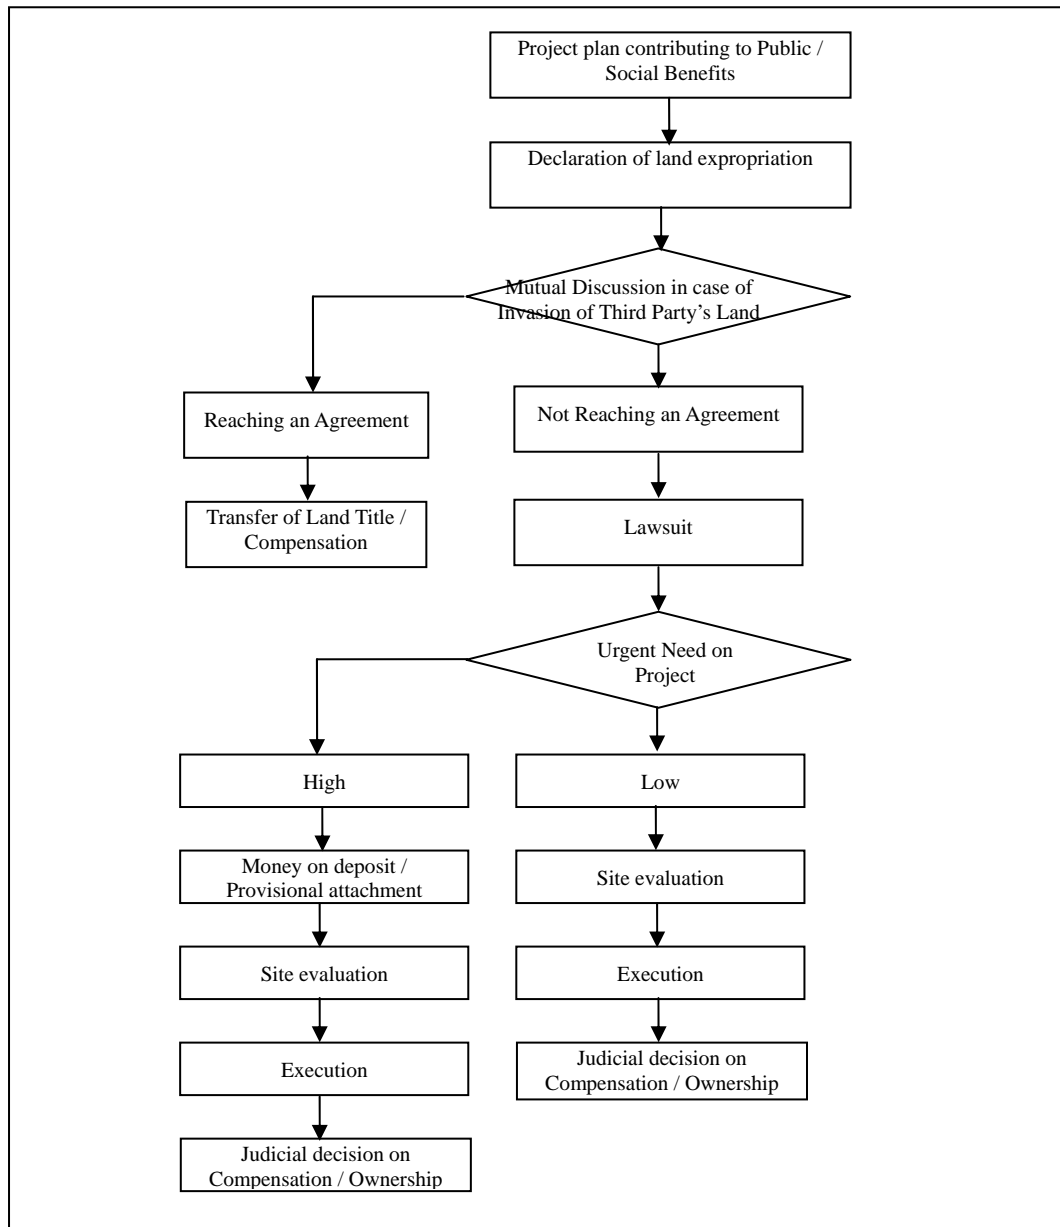 Project plan contributing to Public /
Social Benefits
Declaration of land expropriation
Mutual Discussion in case of
Invasion of Third Party's Land
Reaching an Agreement
Not Reaching an Agreement
Transfer of Land Title /
Compensation
Lawsuit
Urgent Need on
Project
High
Low
Money on deposit /
Provisional attachment
Site evaluation
Site evaluation
Execution
Execution
Judicial decision on
Compensation / Ownership
Judicial decision on
Compensation / Ownership